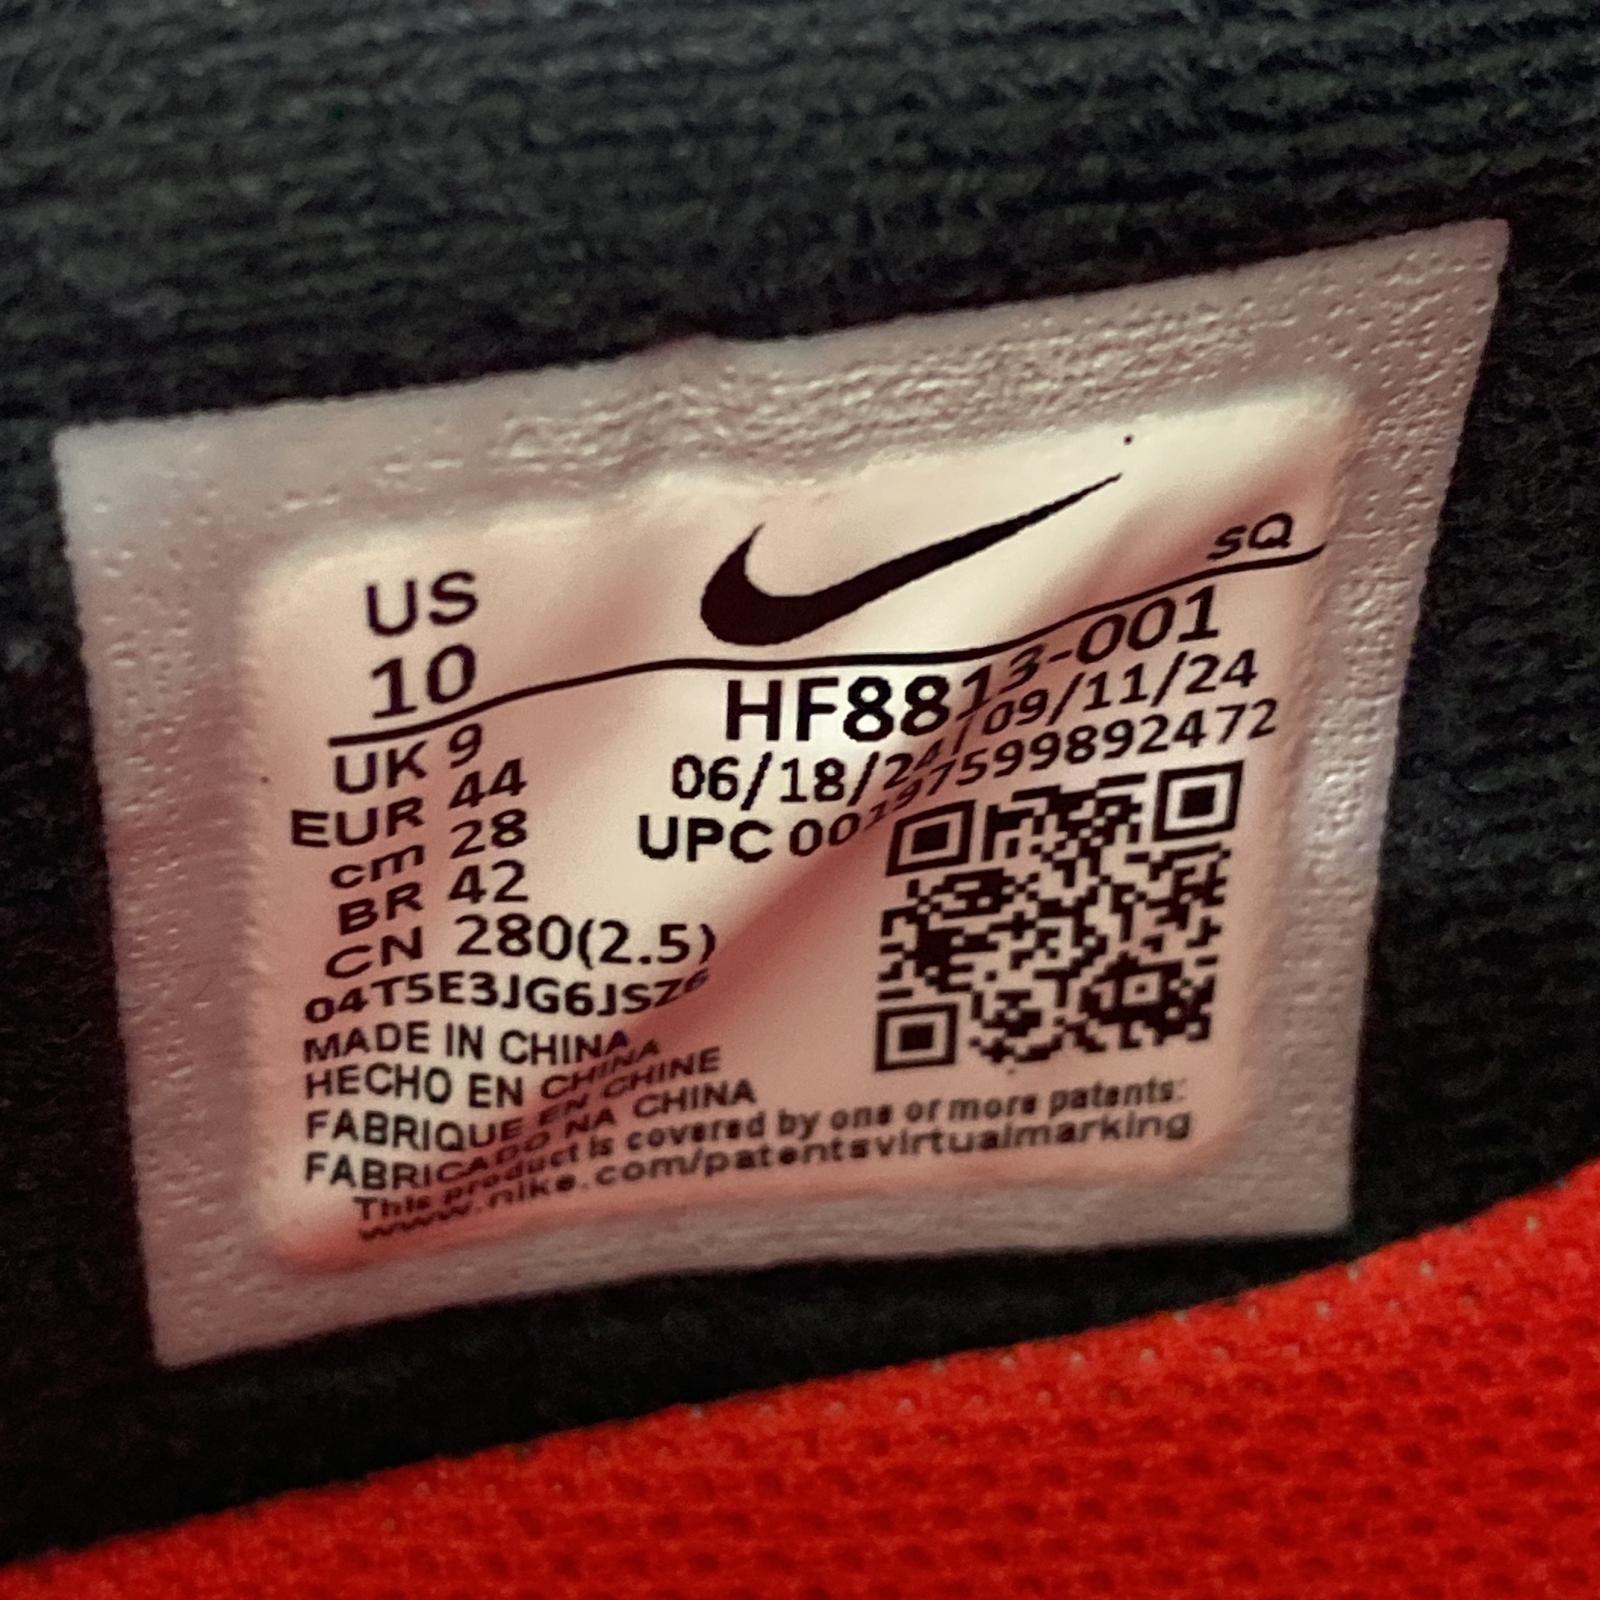 US
10
SQ
UK 9
EUR 44
cm 28
BR 42
CN 280(2.5)
04T5E3JG6JSZ6
MADE IN CHINA
HECHO EN CHINA
FABRIQUE EN CHINE
FABRICADO NA CHINA
This product is covered by one or more patents:
www.nike.com/patentsvirtualmarking
HF8813-001
06/18/24/09/11/24
UPC 00197599892472